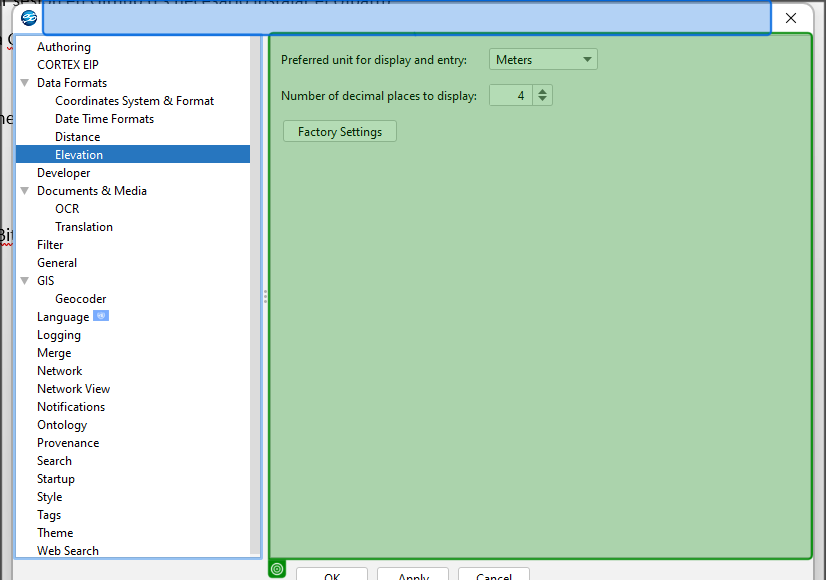 Authoring
CORTEX EIP
Data Formats
Coordinates System & Format
Date Time Formats
Distance
Elevation
Developer
Documents & Media
OCR
Translation
Filter
General
GIS
Geocoder
Language
Logging
Merge
Network
Network View
Notifications
Ontology
Provenance
Search
Startup
Style
Tags
Theme
Web Search
Preferred unit for display and entry: Meters
Number of decimal places to display: 4
Factory Settings
OK Apply Cancel